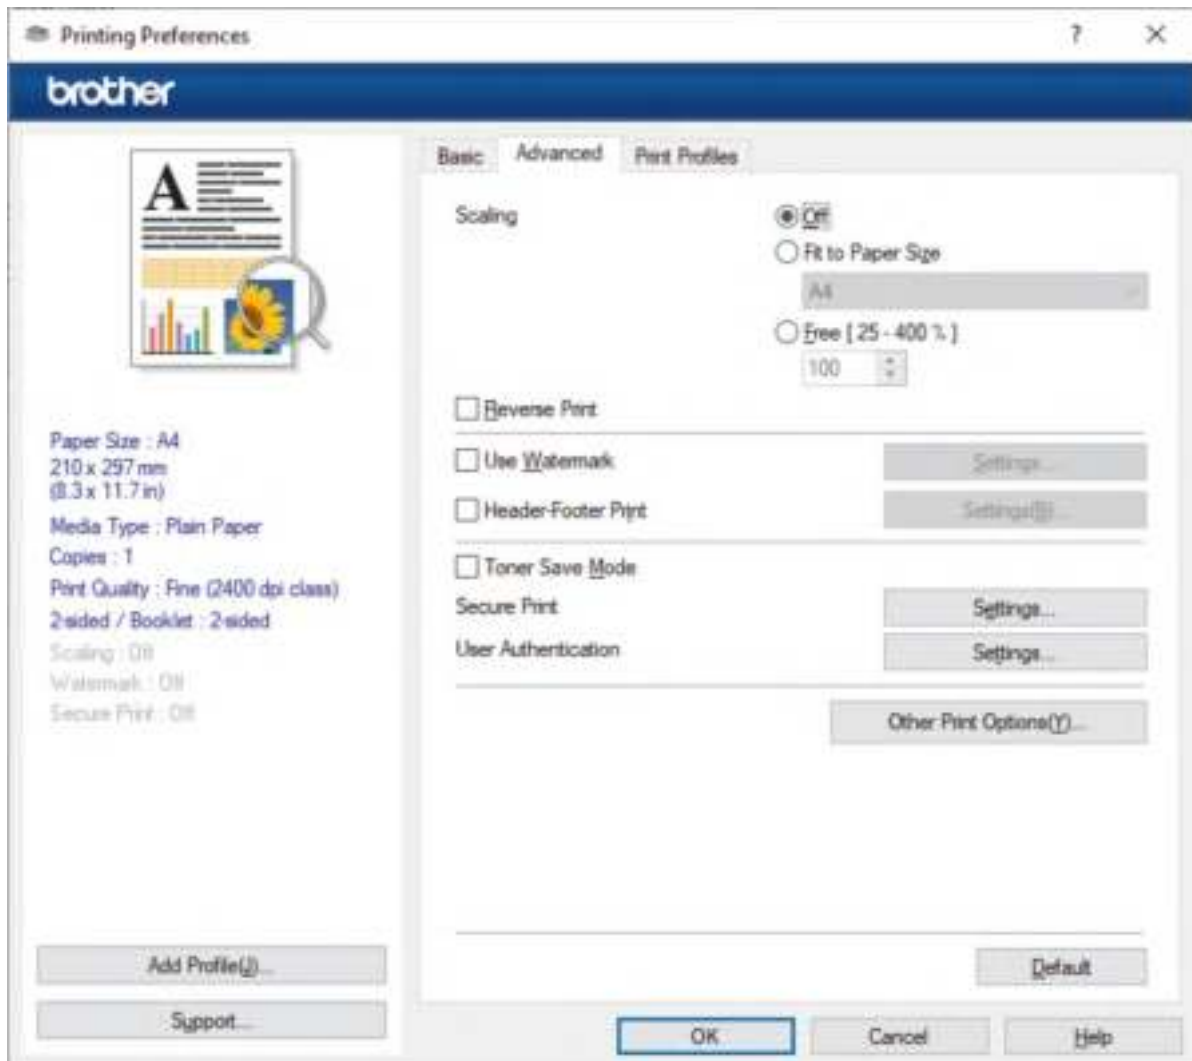 Printing Preferences
?
brother
Basic
Advanced
Print Profiles
A
Scaling
Off
Fit to Paper Size
A4
Free [ 25 - 400 % ]
100
Reverse Print
Use Watermark
Settings...
Header-Footer Print
Toner Save Mode
Secure Print
Settings...
User Authentication
Settings...
Other Print Options(Y)...
Default
Paper Size : A4
210 x 297 mm
(8.3 x 11.7 in)
Media Type : Plain Paper
Copies : 1
Print Quality : Fine (2400 dpi class)
2-sided / Booklet : 2-sided
Scaling : Off
Watermark : Off
Secure Print : Off
Add Profile(J)...
Support...
OK
Cancel
Help